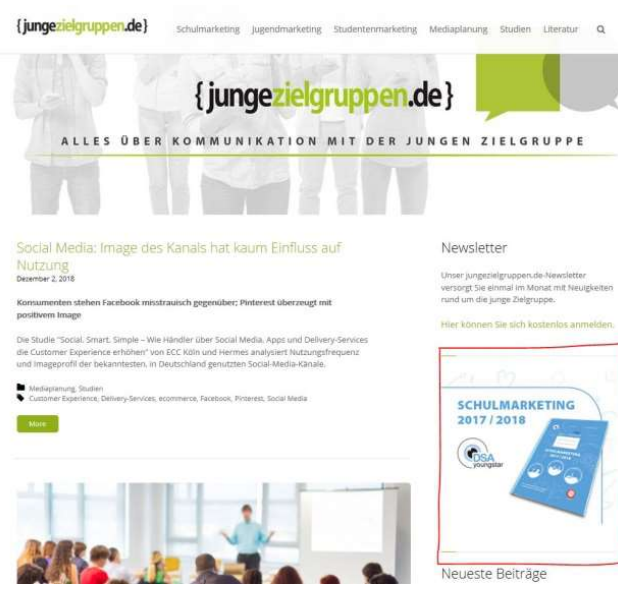 {jungezielgruppen.de}
Schulmarketing Jugendmarketing Studentenmarketing Mediaplanung Studien Literatur
{jungezielgruppen.de}
ALLES ÜBER KOMMUNIKATION MIT DER JUNGEN ZIELGRUPPE
Social Media: Image des Kanals hat kaum Einfluss auf
Nutzung
Dezember 2, 2018
Konsumenten stehen Facebook misstrauisch gegenüber; Pinterest überzeugt mit
positivem Image
Die Studie "Social. Smart. Simple – Wie Händler über Social Media, Apps und Delivery-Services
die Customer Experience erhöhen" von ECC Köln und Hermes analysiert Nutzungsfrequenz
und Imageprofil der bekanntesten, in Deutschland genutzten Social-Media-Kanäle.
Mediaplanung, Studien
Customer Experience, Delivery-Services, ecommerce, Facebook, Pinterest, Social Media
More
Newsletter
Unser jungezielgruppen.de-Newsletter
versorgt Sie einmal im Monat mit Neuigkeiten
rund um die junge Zielgruppe.
Hier können Sie sich kostenlos anmelden.
SCHULMARKETING
2017 / 2018
DSA
youngstar
SCHULMARKETING
2017 / 2018
Neueste Beiträge